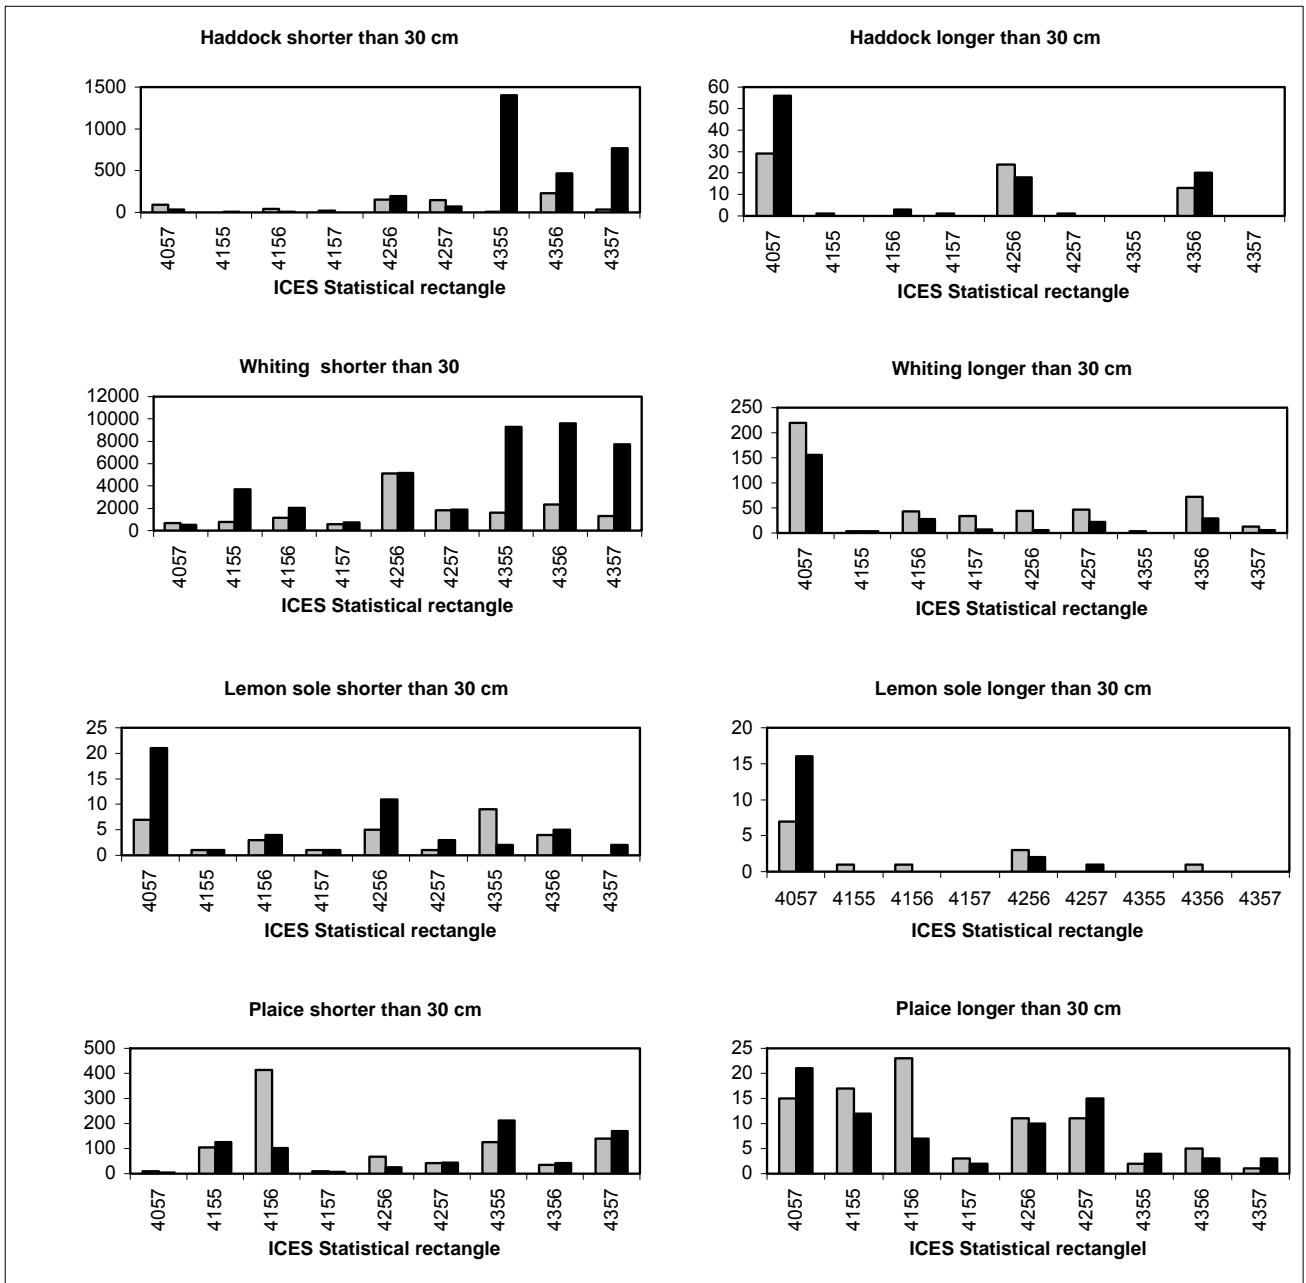 Haddock shorter than 30 cm
1500
1000
500
0
4057 4155 4156 4157 4256 4257 4355 4356 4357
ICES Statistical rectangle
Haddock longer than 30 cm
60
50
40
30
20
10
0
4057 4155 4156 4157 4256 4257 4355 4356 4357
ICES Statistical rectangle
Whiting shorter than 30
12000
10000
8000
6000
4000
2000
0
4057 4155 4156 4157 4256 4257 4355 4356 4357
ICES Statistical rectangle
Whiting longer than 30 cm
250
200
150
100
50
0
4057 4155 4156 4157 4256 4257 4355 4356 4357
ICES Statistical rectangle
Lemon sole shorter than 30 cm
25
20
15
10
5
0
4057 4155 4156 4157 4256 4257 4355 4356 4357
ICES Statistical rectangle
Lemon sole longer than 30 cm
20
15
10
5
0
4057 4155 4156 4157 4256 4257 4355 4356 4357
ICES Statistical rectangle
Plaice shorter than 30 cm
500
400
300
200
100
0
4057 4155 4156 4157 4256 4257 4355 4356 4357
ICES Statistical rectangle
Plaice longer than 30 cm
25
20
15
10
5
0
4057 4155 4156 4157 4256 4257 4355 4356 4357
ICES Statistical rectanglel